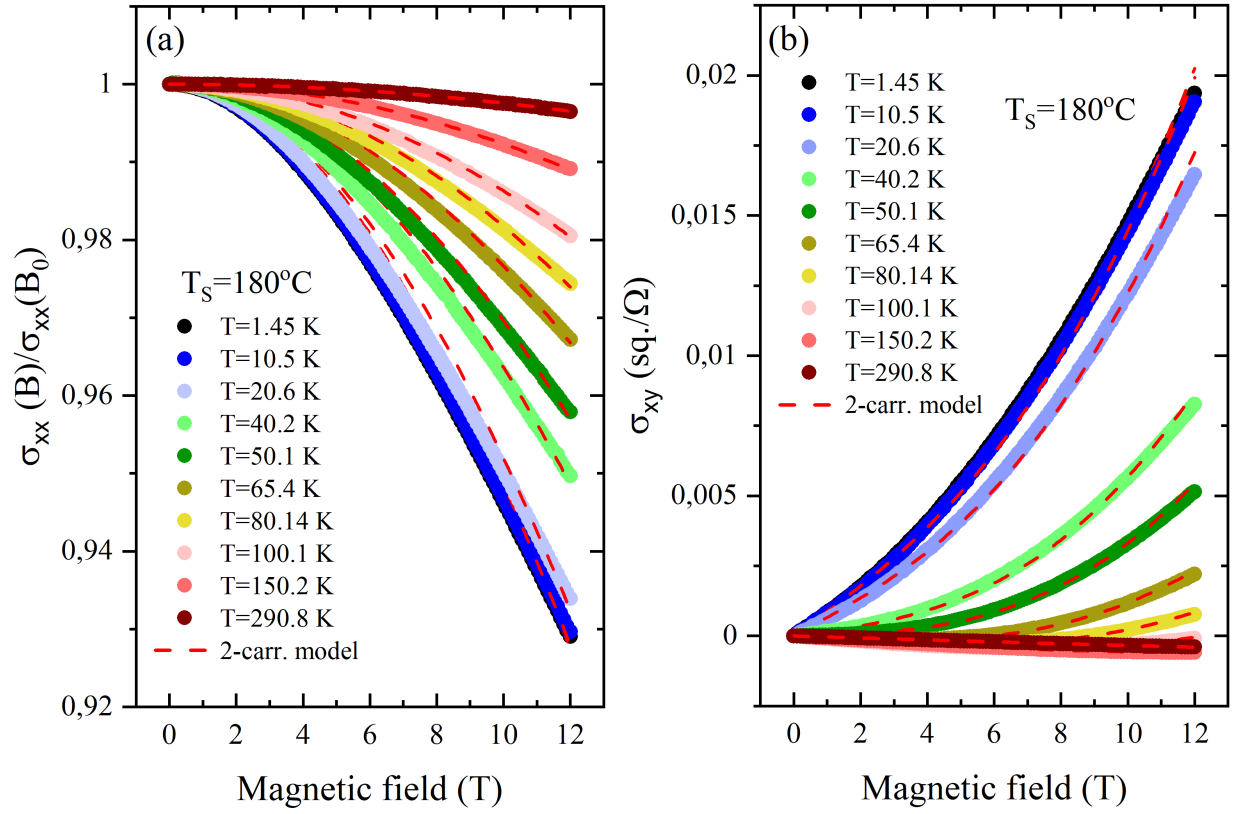 (a)
1
0,98
0,96
0,94
0,92
0 2 4 6 8 10 12
σxx (B)/σxx(B0)
Magnetic field (T)
TS=180°C
T=1.45 K
T=10.5 K
T=20.6 K
T=40.2 K
T=50.1 K
T=65.4 K
T=80.14 K
T=100.1 K
T=150.2 K
T=290.8 K
2-carr. model
(b)
0,02
0,015
0,01
0,005
0
0 2 4 6 8 10 12
σxy (sq./Ω)
Magnetic field (T)
TS=180°C
T=1.45 K
T=10.5 K
T=20.6 K
T=40.2 K
T=50.1 K
T=65.4 K
T=80.14 K
T=100.1 K
T=150.2 K
T=290.8 K
2-carr. model